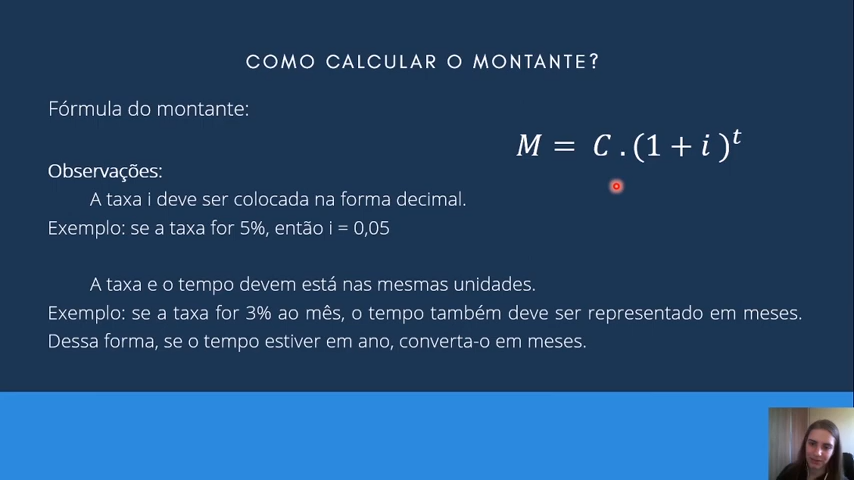 COMO CALCULAR O MONTANTE?
Fórmula do montante:
M = C . (1 + i )^t
Observações:
A taxa i deve ser colocada na forma decimal.
Exemplo: se a taxa for 5%, então i = 0,05
A taxa e o tempo devem está nas mesmas unidades.
Exemplo: se a taxa for 3% ao mês, o tempo também deve ser representado em meses.
Dessa forma, se o tempo estiver em ano, converta-o em meses.